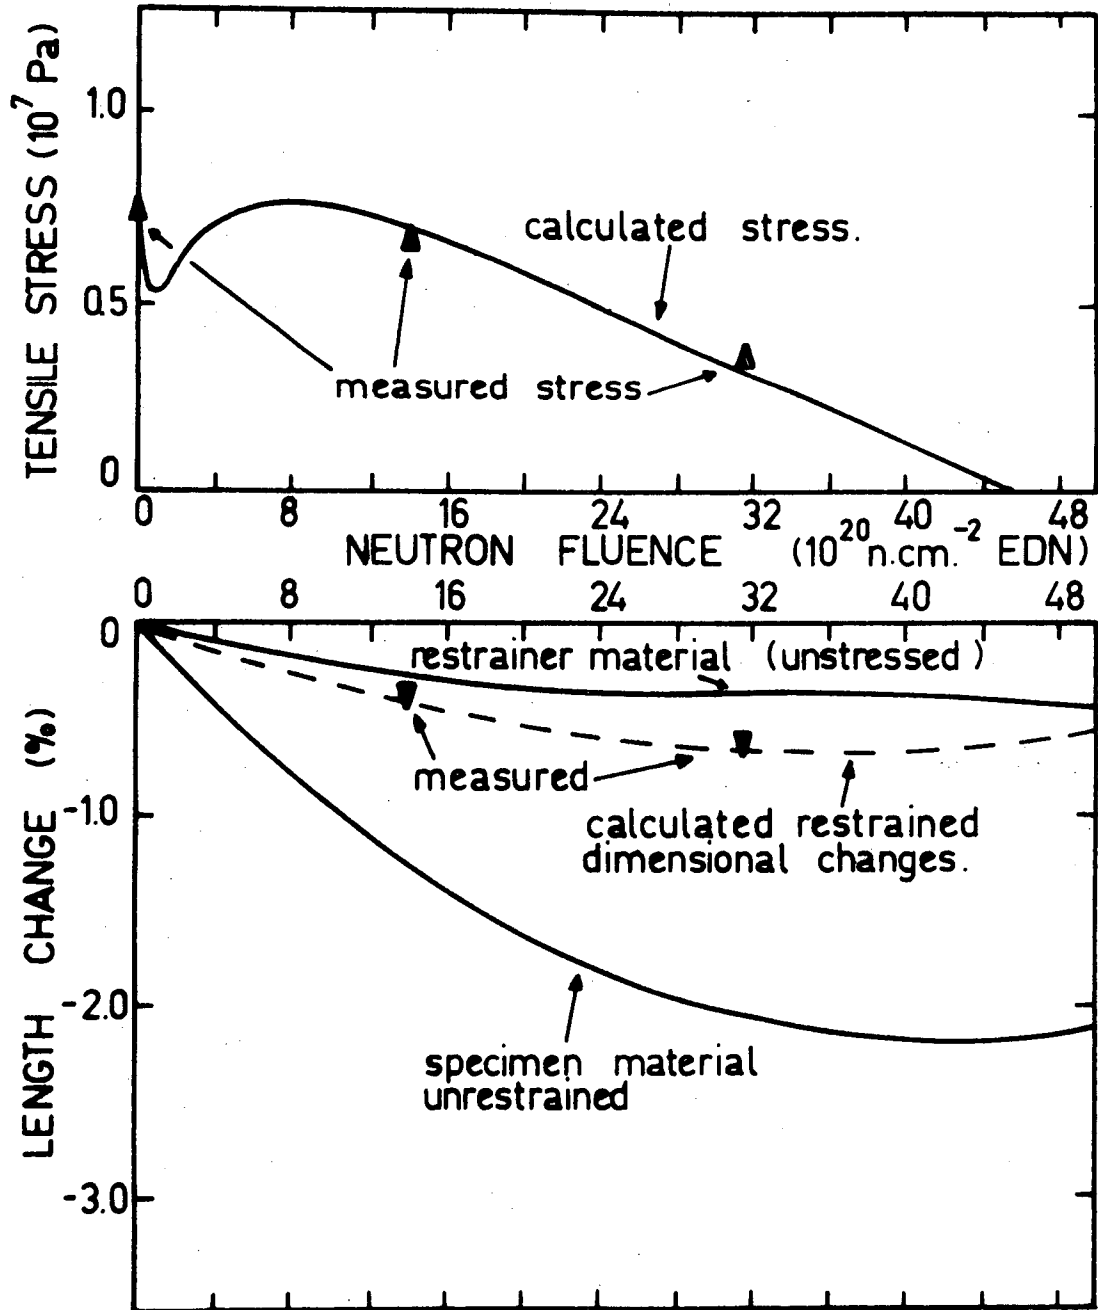 TENSILE STRESS (10⁷ Pa)
1.0
0.5
0
calculated stress.
measured stress
0 8 16 24 32 40 48
NEUTRON FLUENCE (10²⁰ n.cm.⁻² EDN)
0 8 16 24 32 40 48
LENGTH CHANGE (%)
0
-1.0
-2.0
-3.0
restrainer material (unstressed)
measured
calculated restrained
dimensional changes.
specimen material
unrestrained